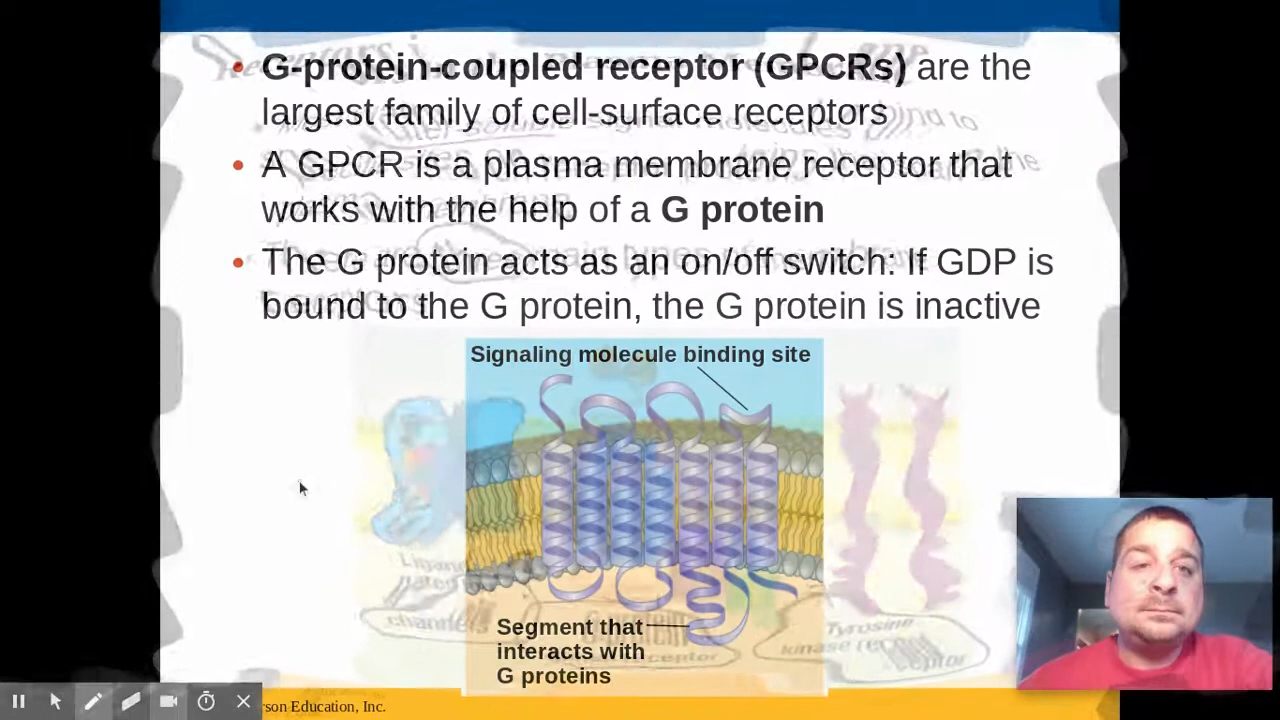 G-protein-coupled receptor (GPCRs) are the
largest family of cell-surface receptors
A GPCR is a plasma membrane receptor that
works with the help of a G protein
The G protein acts as an on/off switch: If GDP is
bound to the G protein, the G protein is inactive
Signaling molecule binding site
Segment that
interacts with
G proteins
Tyrosine
Education, Inc.